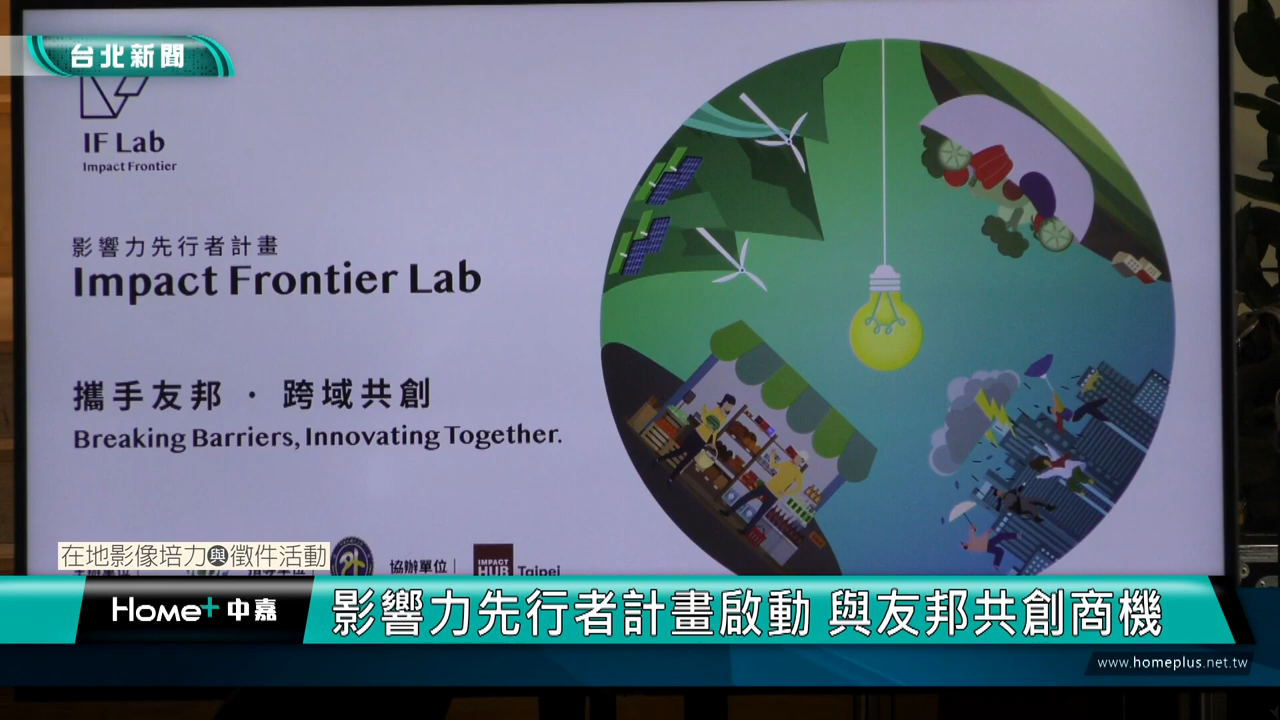 台北新聞
IF Lab
Impact Frontier
影響力先行者計畫
Impact Frontier Lab
攜手友邦 · 跨域共創
Breaking Barriers, Innovating Together.
在地影像培力與徵件活動
協辦單位
IMPACT HUB Taipei
Home+中嘉
影響力先行者計畫啟動 與友邦共創商機
www.homeplus.net.tw